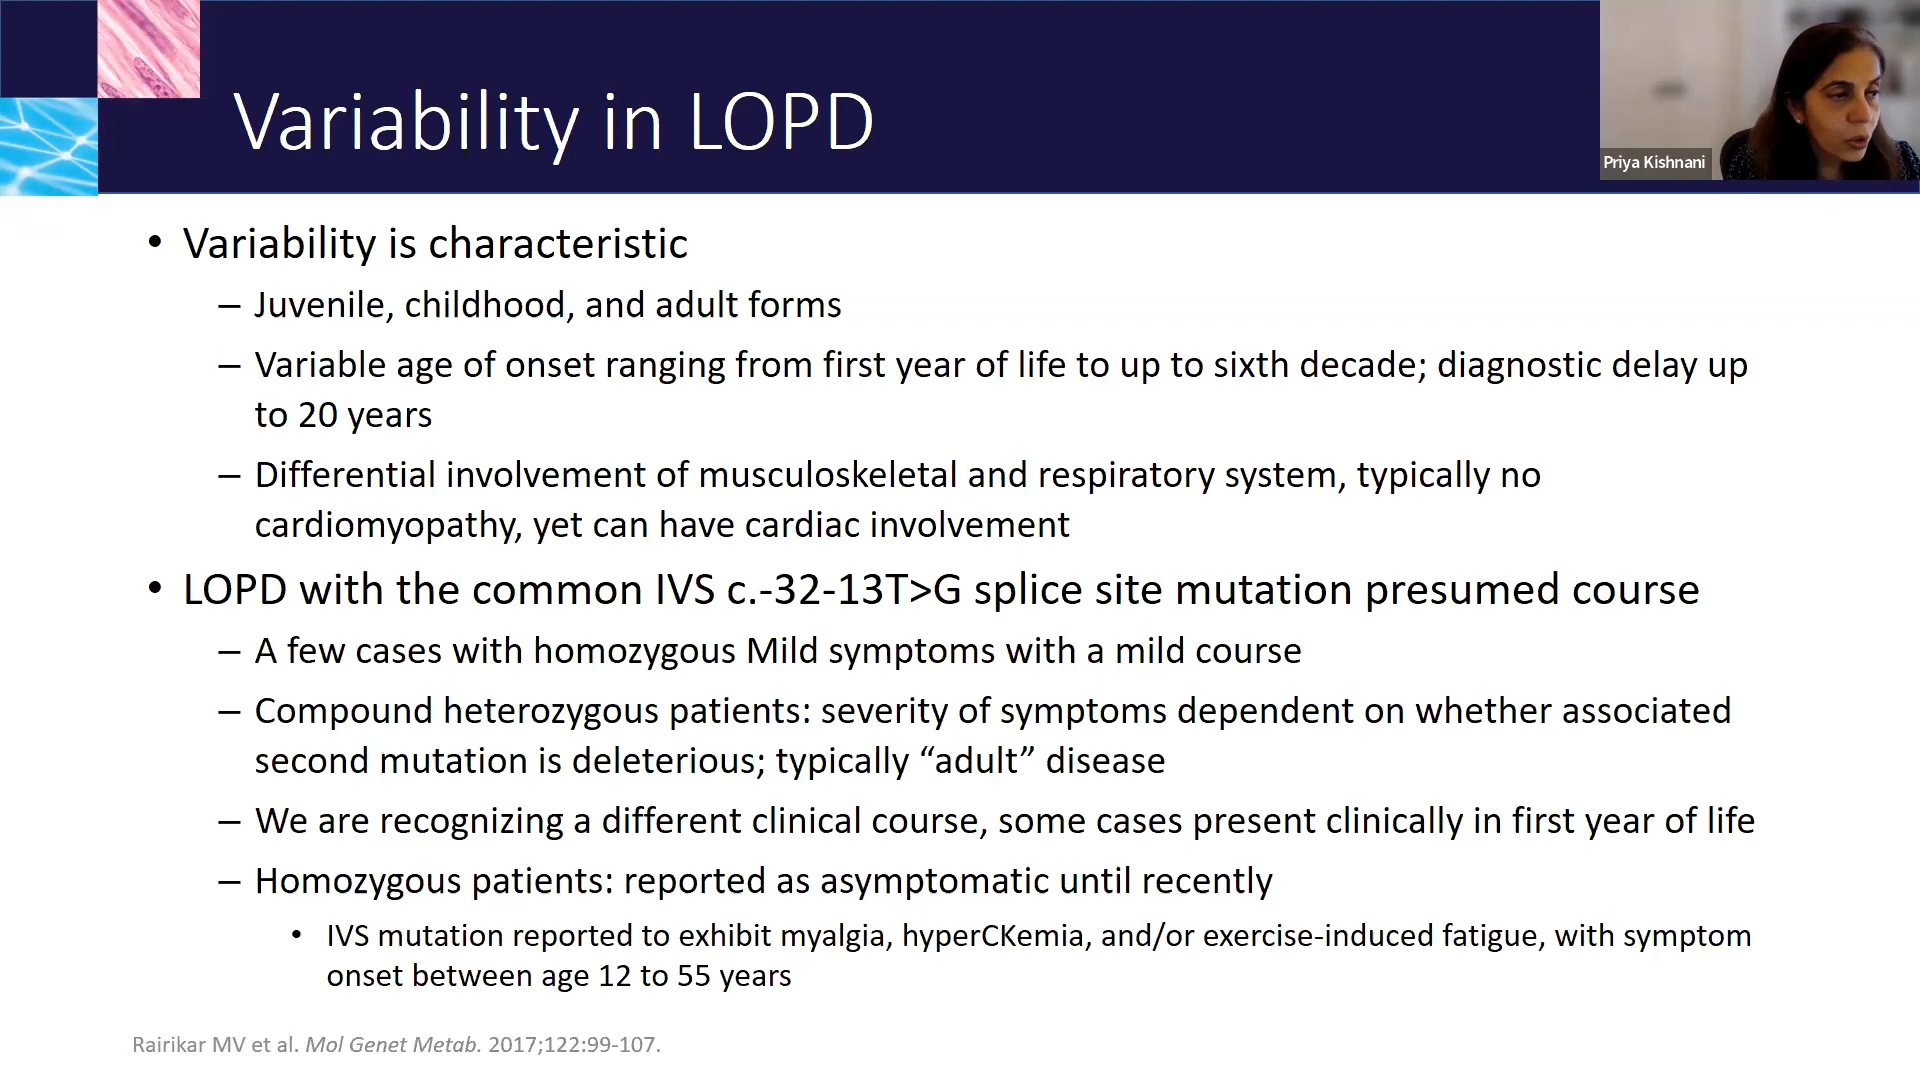 Variability in LOPD
Priya Kishnani
• Variability is characteristic
– Juvenile, childhood, and adult forms
– Variable age of onset ranging from first year of life to up to sixth decade; diagnostic delay up
to 20 years
– Differential involvement of musculoskeletal and respiratory system, typically no
cardiomyopathy, yet can have cardiac involvement
• LOPD with the common IVS c.-32-13T>G splice site mutation presumed course
– A few cases with homozygous Mild symptoms with a mild course
– Compound heterozygous patients: severity of symptoms dependent on whether associated
second mutation is deleterious; typically “adult” disease
– We are recognizing a different clinical course, some cases present clinically in first year of life
– Homozygous patients: reported as asymptomatic until recently
• IVS mutation reported to exhibit myalgia, hyperCKemia, and/or exercise-induced fatigue, with symptom
onset between age 12 to 55 years
Rairikar MV et al. Mol Genet Metab. 2017;122:99-107.